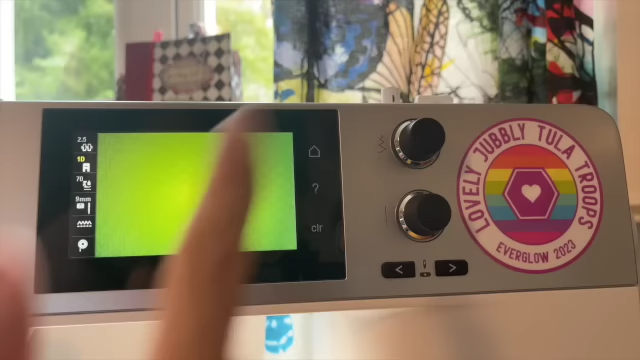 2.5
1D
70
9mm
?
clr
< >
LOVELY JUBBLY TULA TROOPS
EVERGLOW 2023